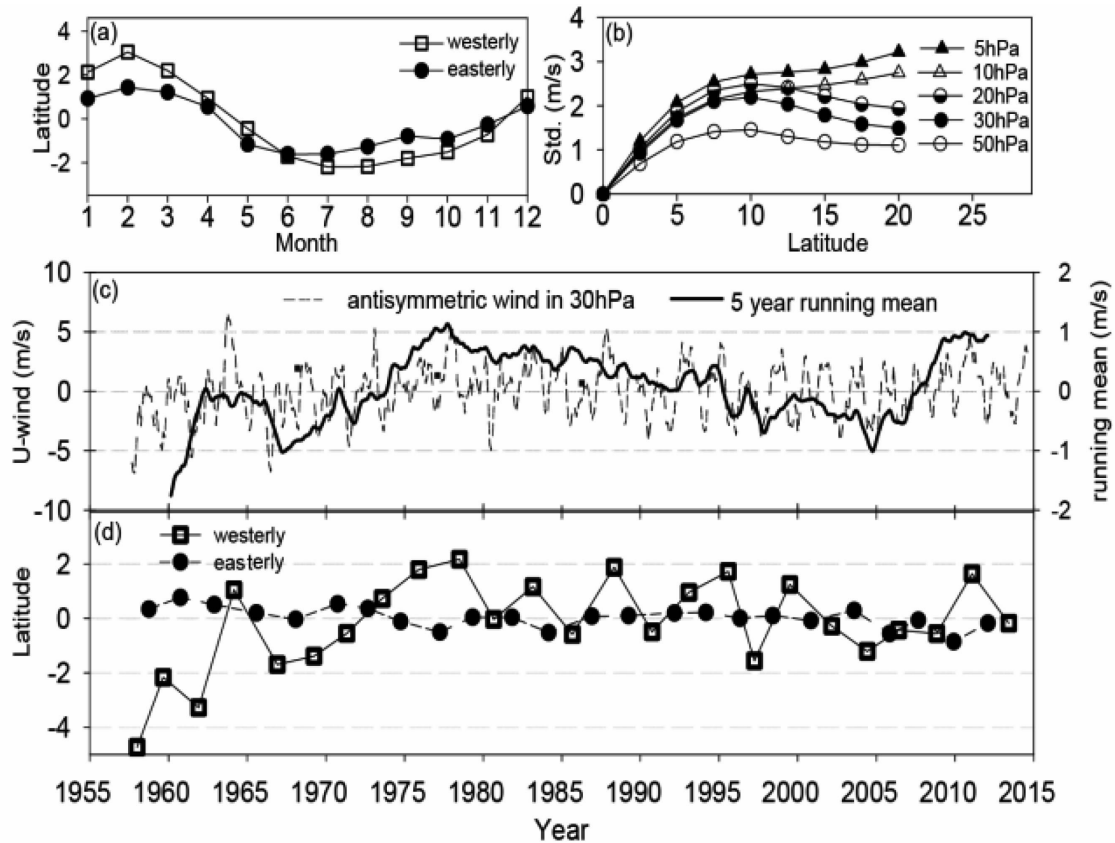 (a)
westerly
easterly
Latitude
4
2
0
-2
1 2 3 4 5 6 7 8 9 10 11 12
Month
(b)
5hPa
10hPa
20hPa
30hPa
50hPa
Std. (m/s)
4
3
2
1
0
0 5 10 15 20 25
Latitude
(c)
antisymmetric wind in 30hPa
5 year running mean
U-wind (m/s)
10
5
0
-5
-10
running mean (m/s)
2
1
0
-1
-2
(d)
westerly
easterly
Latitude
2
0
-2
-4
1955 1960 1965 1970 1975 1980 1985 1990 1995 2000 2005 2010 2015
Year